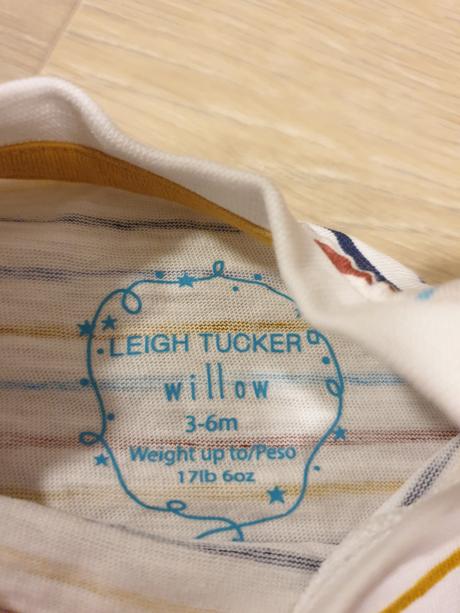 LEIGH TUCKER
willow
3-6m
Weight up to/Peso
17lb 6oz